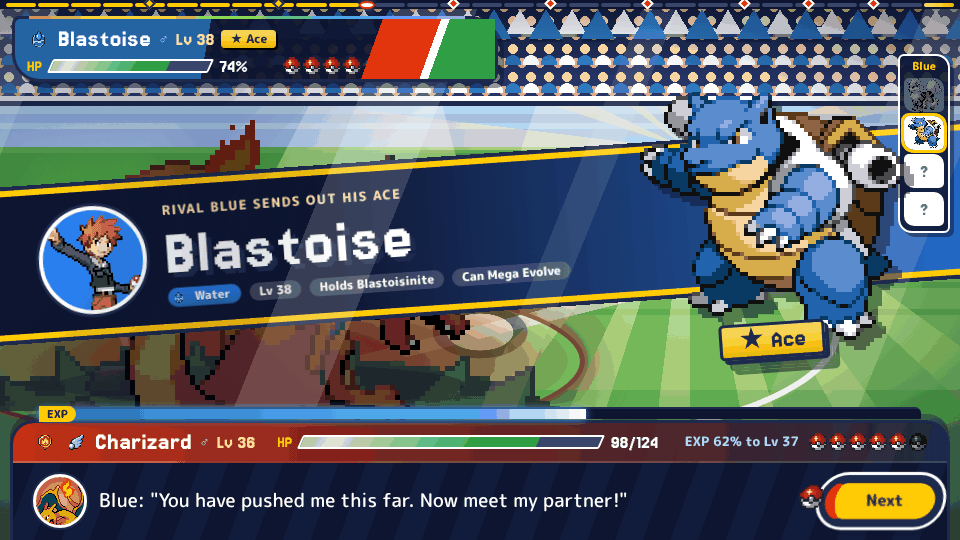 Blastoise ♂ Lv 38 ★ Ace
HP 74%
Blue
?
?
RIVAL BLUE SENDS OUT HIS ACE
Blastoise
Water Lv 38 Holds Blastoisinite Can Mega Evolve
★ Ace
EXP
Charizard ♂ Lv 36 HP 98/124 EXP 62% to Lv 37
Blue: "You have pushed me this far. Now meet my partner!"
Next